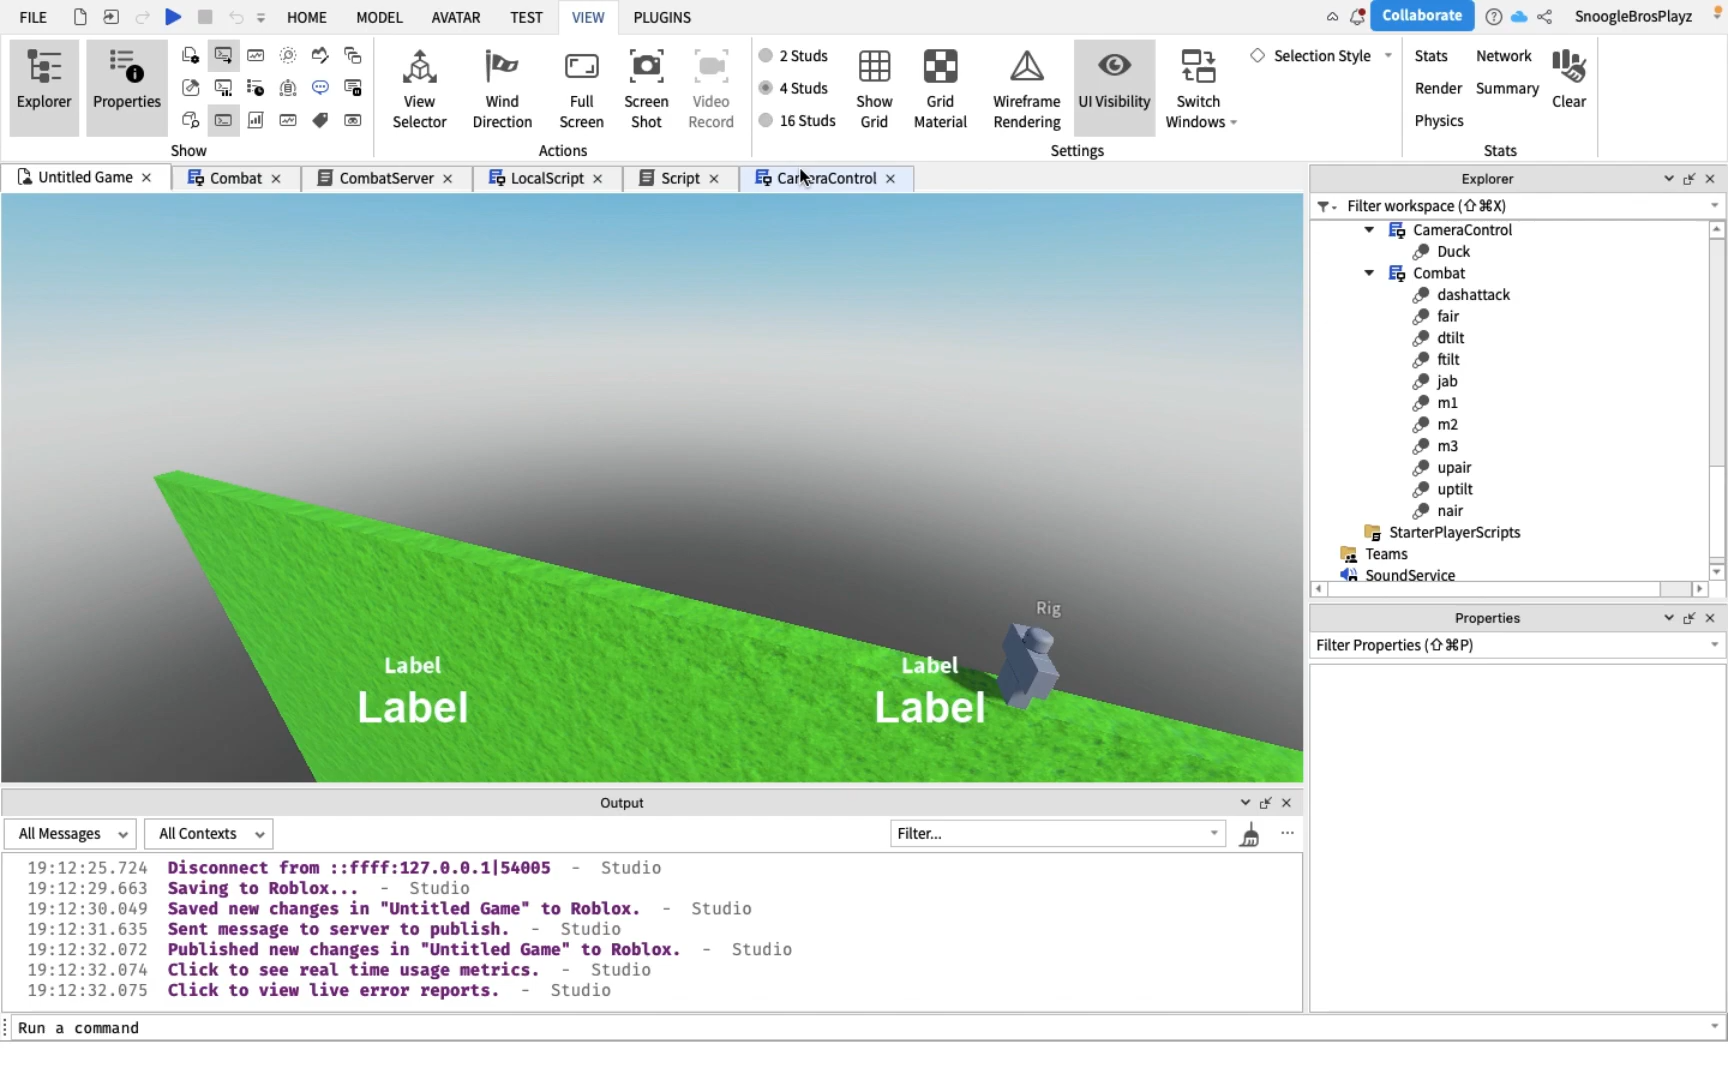 FILE HOME MODEL AVATAR TEST VIEW PLUGINS Collaborate SnoogleBrosPlayz
Explorer
Properties
Show
View Selector
Wind Direction
Full Screen
Screen Shot
Video Record
Actions
2 Studs
4 Studs
16 Studs
Show Grid
Grid Material
Wireframe Rendering
UI Visibility
Switch Windows
Selection Style
Settings
Stats Network
Render Summary
Physics
Clear
Stats
Untitled Game Combat CombatServer LocalScript Script CameraControl
Explorer
Filter workspace (⇧⌘X)
CameraControl
Duck
Combat
dashattack
fair
dtilt
ftilt
jab
m1
m2
m3
upair
uptilt
nair
StarterPlayerScripts
Teams
SoundService
Properties
Filter Properties (⇧⌘P)
Rig
Label Label
Label Label
Output
All Messages All Contexts Filter... ...
19:12:25.724 Disconnect from ::ffff:127.0.0.1|54005 - Studio
19:12:29.663 Saving to Roblox... - Studio
19:12:30.049 Saved new changes in "Untitled Game" to Roblox. - Studio
19:12:31.635 Sent message to server to publish. - Studio
19:12:32.072 Published new changes in "Untitled Game" to Roblox. - Studio
19:12:32.074 Click to see real time usage metrics. - Studio
19:12:32.075 Click to view live error reports. - Studio
Run a command